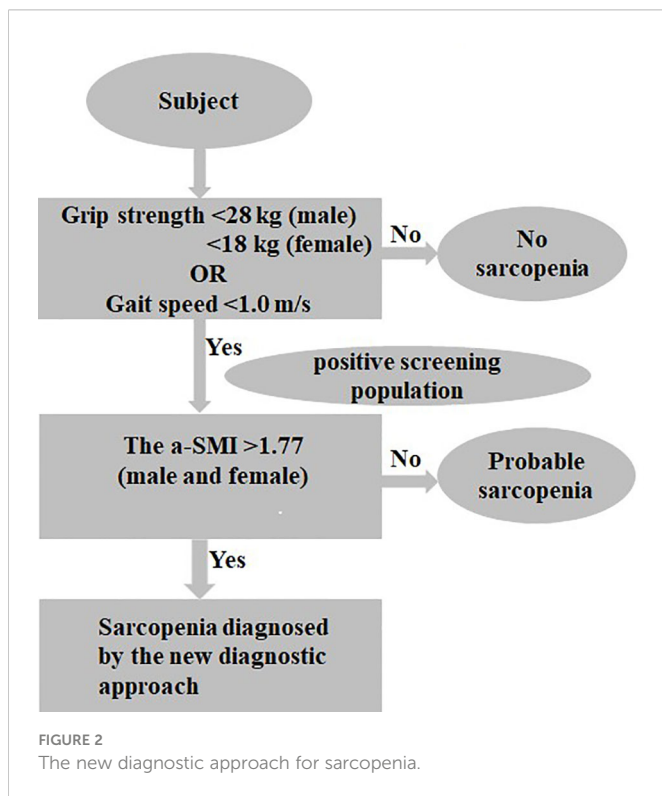 Subject
Grip strength <28 kg (male)
<18 kg (female)
OR
Gait speed <1.0 m/s
No
No
sarcopenia
Yes
positive screening
population
The a-SMI >1.77
(male and female)
No
Probable
sarcopenia
Yes
Sarcopenia diagnosed
by the new diagnostic
approach
FIGURE 2
The new diagnostic approach for sarcopenia.